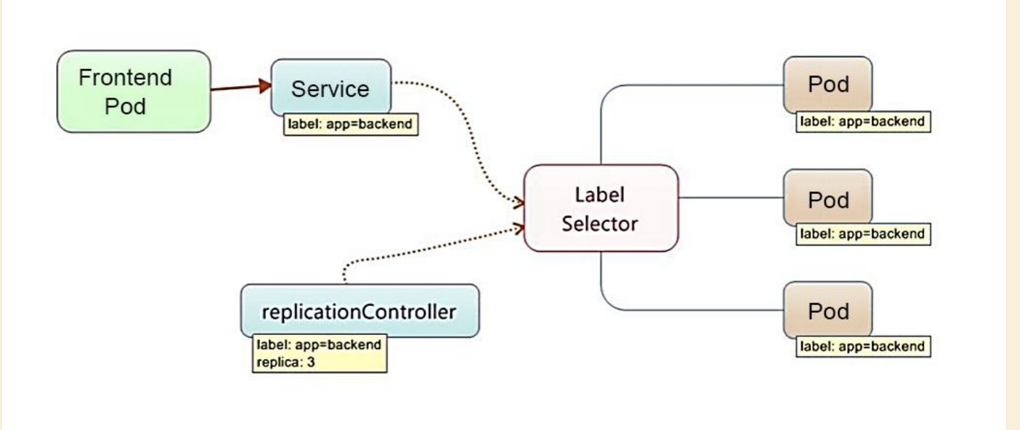 Frontend
Pod
Service
label: app=backend
Label
Selector
replicationController
label: app=backend
replica: 3
Pod
label: app=backend
Pod
label: app=backend
Pod
label: app=backend